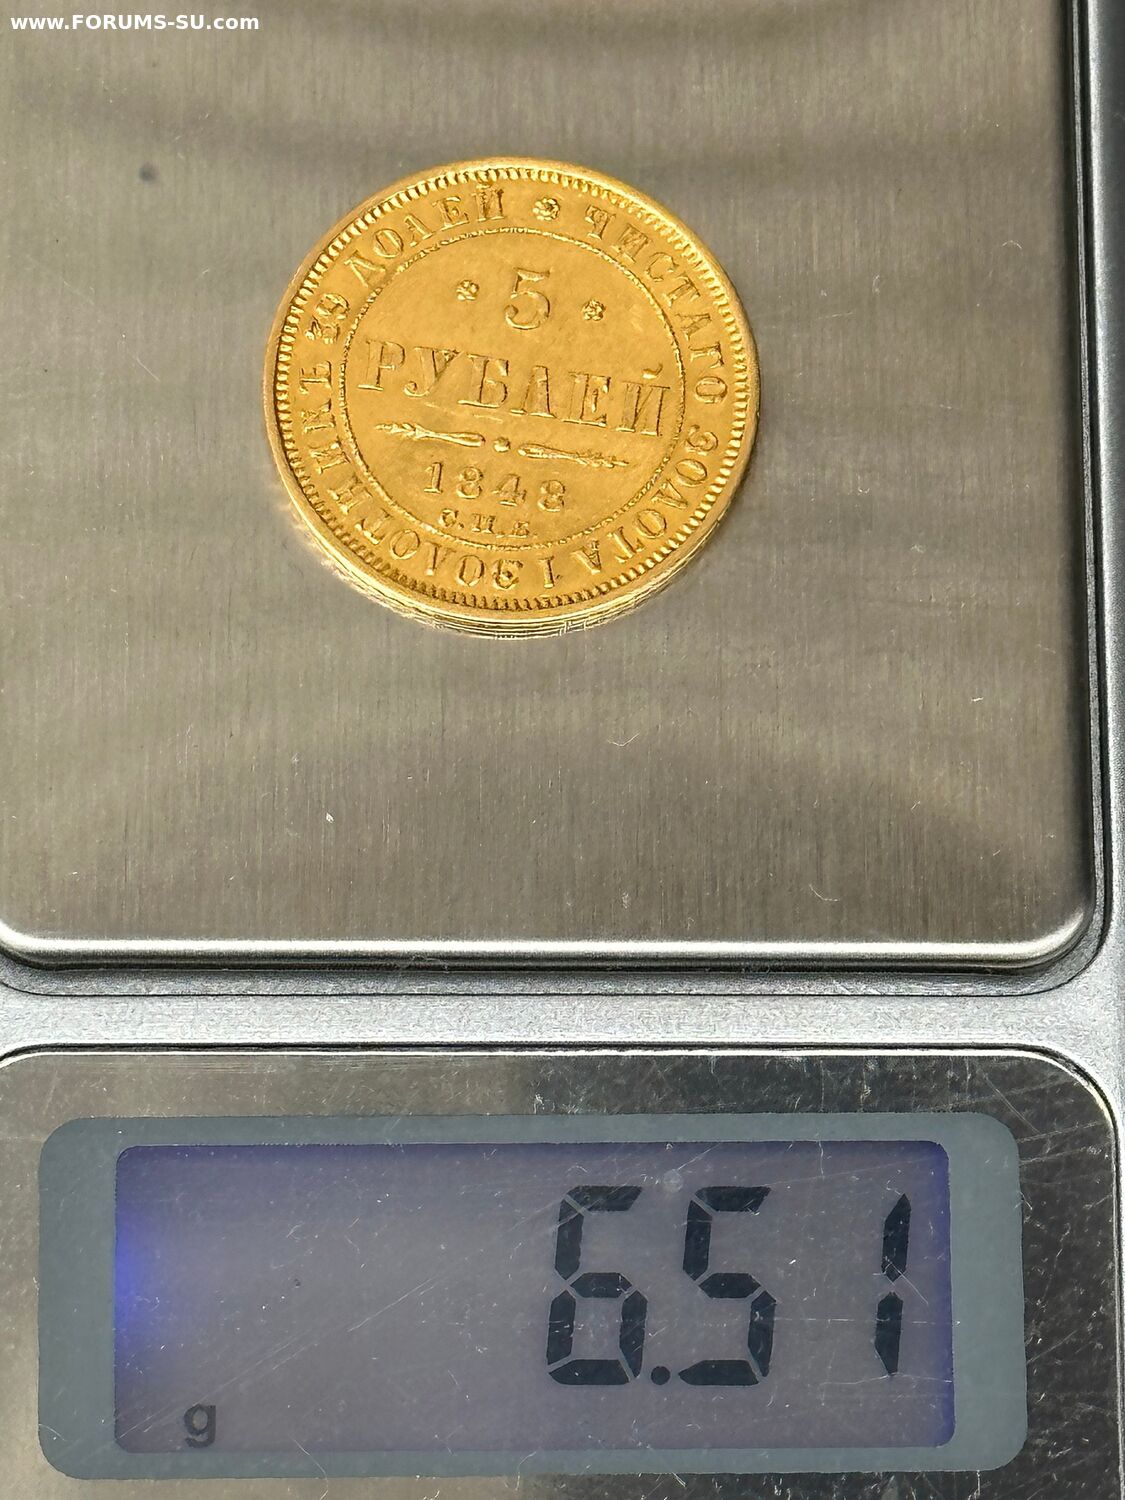 www.FORUMS-SU.com
ЧИСТАГО ЗОЛОТА 1 ЗОЛОТНИКЪ 39 ДОЛЕЙ
5
РУБЛЕЙ
1848
С.П.Б.
6.51
g